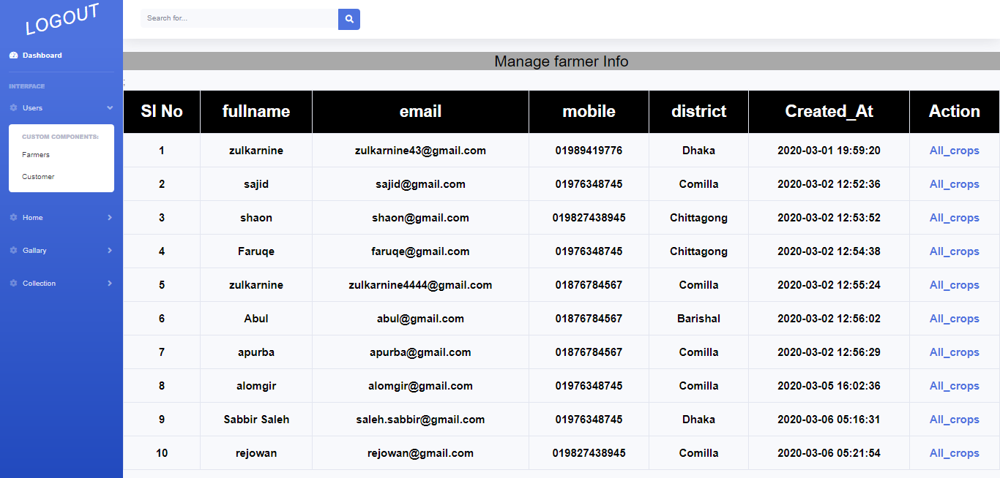 LOGOUT
Search for...
Dashboard
INTERFACE
Users
CUSTOM COMPONENTS:
Farmers
Customer
Home
Gallary
Collection
Manage farmer Info
;
Sl No fullname email mobile district Created_At Action
1 zulkarnine zulkarnine43@gmail.com 01989419776 Dhaka 2020-03-01 19:59:20 All_crops
2 sajid sajid@gmail.com 01976348745 Comilla 2020-03-02 12:52:36 All_crops
3 shaon shaon@gmail.com 019827438945 Chittagong 2020-03-02 12:53:52 All_crops
4 Faruqe faruqe@gmail.com 01976348745 Chittagong 2020-03-02 12:54:38 All_crops
5 zulkarnine zulkarnine4444@gmail.com 01876784567 Comilla 2020-03-02 12:55:24 All_crops
6 Abul abul@gmail.com 01876784567 Barishal 2020-03-02 12:56:02 All_crops
7 apurba apurba@gmail.com 01876784567 Comilla 2020-03-02 12:56:29 All_crops
8 alomgir alomgir@gmail.com 01976348745 Comilla 2020-03-05 16:02:36 All_crops
9 Sabbir Saleh saleh.sabbir@gmail.com 01976348745 Dhaka 2020-03-06 05:16:31 All_crops
10 rejowan rejowan@gmail.com 019827438945 Comilla 2020-03-06 05:21:54 All_crops